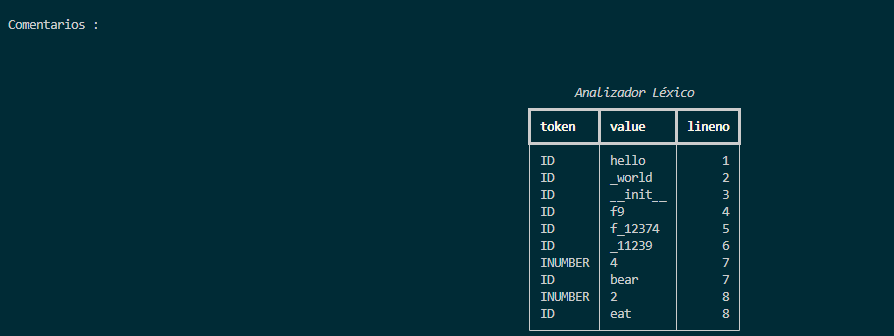 Comentarios :
Analizador Léxico
token value lineno
ID hello 1
ID _world 2
ID __init__ 3
ID f9 4
ID f_12374 5
ID _11239 6
INUMBER 4 7
ID bear 7
INUMBER 2 8
ID eat 8